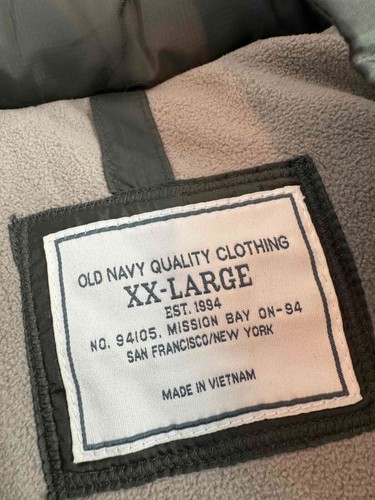 OLD NAVY QUALITY CLOTHING
XX-LARGE
EST. 1994
NO. 94105, MISSION BAY ON-94
SAN FRANCISCO/NEW YORK
MADE IN VIETNAM